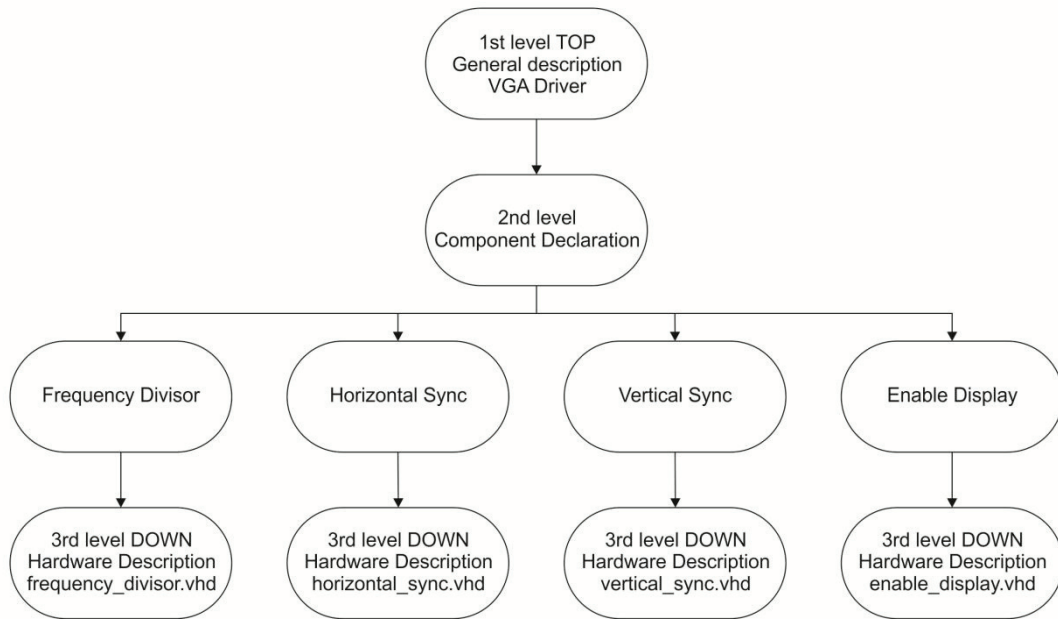 1st level TOP
General description
VGA Driver
2nd level
Component Declaration
Frequency Divisor
Horizontal Sync
Vertical Sync
Enable Display
3rd level DOWN
Hardware Description
frequency_divisor.vhd
3rd level DOWN
Hardware Description
horizontal_sync.vhd
3rd level DOWN
Hardware Description
vertical_sync.vhd
3rd level DOWN
Hardware Description
enable_display.vhd